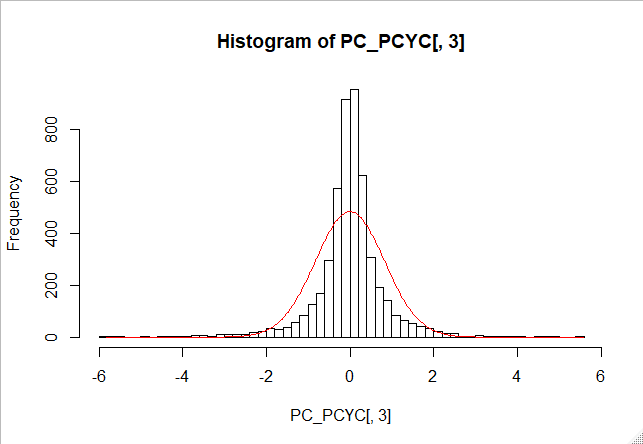 Histogram of PC_PCYC[, 3]
Frequency
800
600
400
200
0
-6 -4 -2 0 2 4 6
PC_PCYC[, 3]